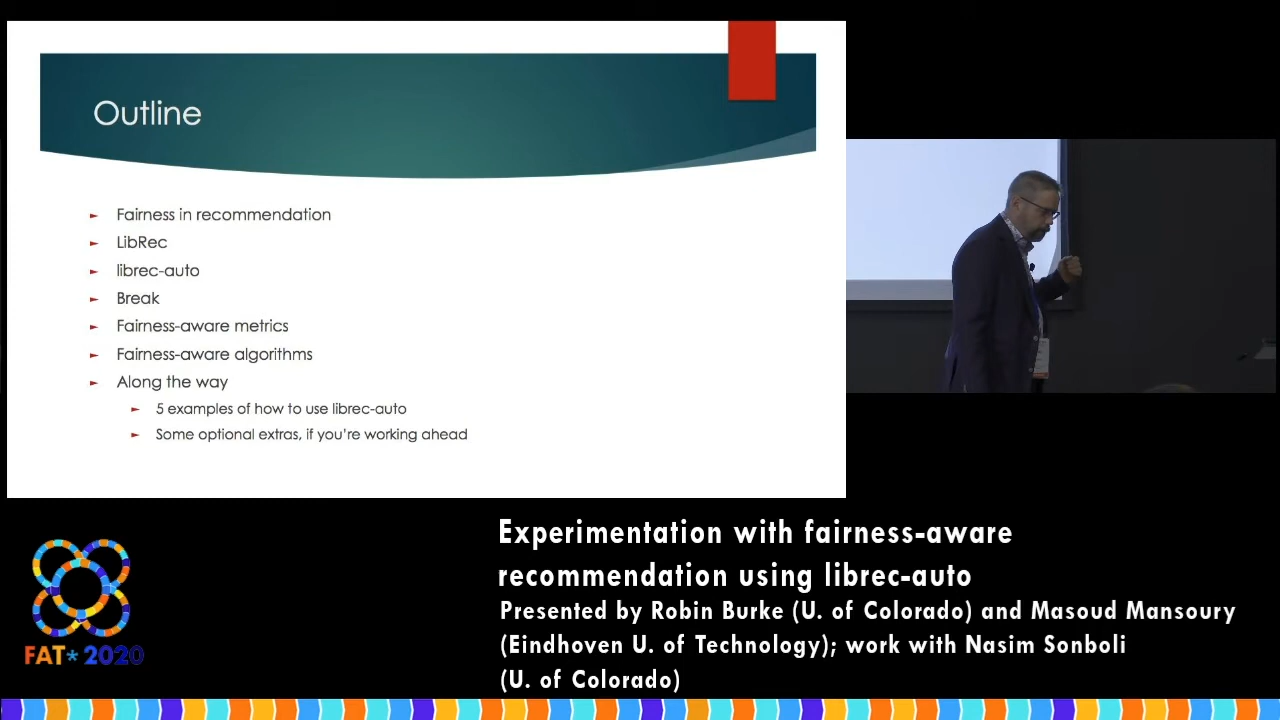 Outline
Fairness in recommendation
LibRec
librec-auto
Break
Fairness-aware metrics
Fairness-aware algorithms
Along the way
5 examples of how to use librec-auto
Some optional extras, if you're working ahead
Experimentation with fairness-aware
recommendation using librec-auto
Presented by Robin Burke (U. of Colorado) and Masoud Mansoury
(Eindhoven U. of Technology); work with Nasim Sonboli
(U. of Colorado)
FAT* 2020